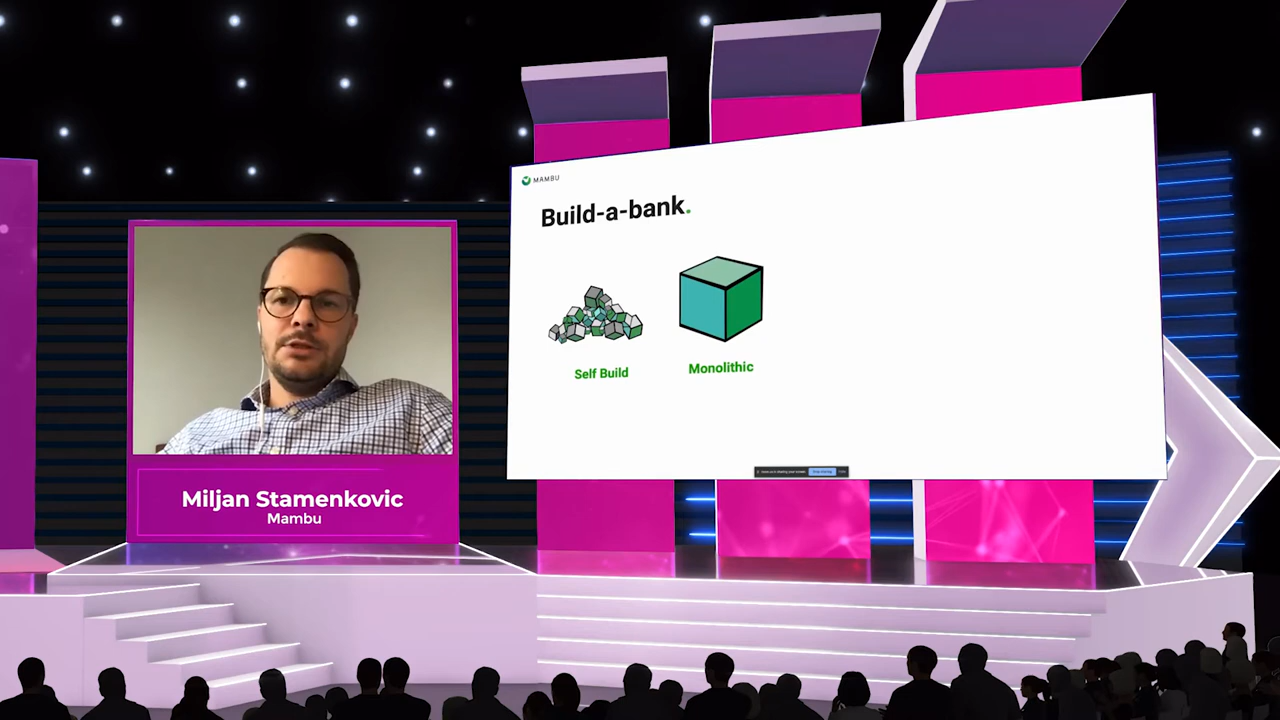 MAMBU
Build-a-bank.
Self Build
Monolithic
Miljan Stamenkovic
Mambu